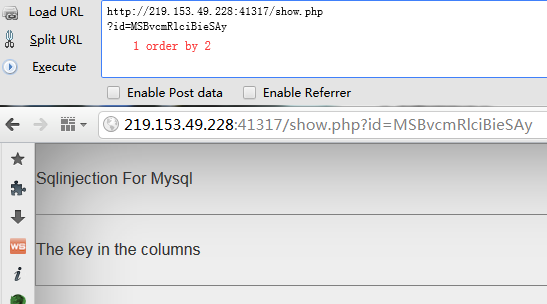 Load URL
http://219.153.49.228:41317/show.php
?id=MSBvcmRlciBieSAy
Split URL
1 order by 2
Execute
Enable Post data
Enable Referrer
219.153.49.228:41317/show.php?id=MSBvcmRlciBieSAy
Sqlinjection For Mysql
The key in the columns
WS
i